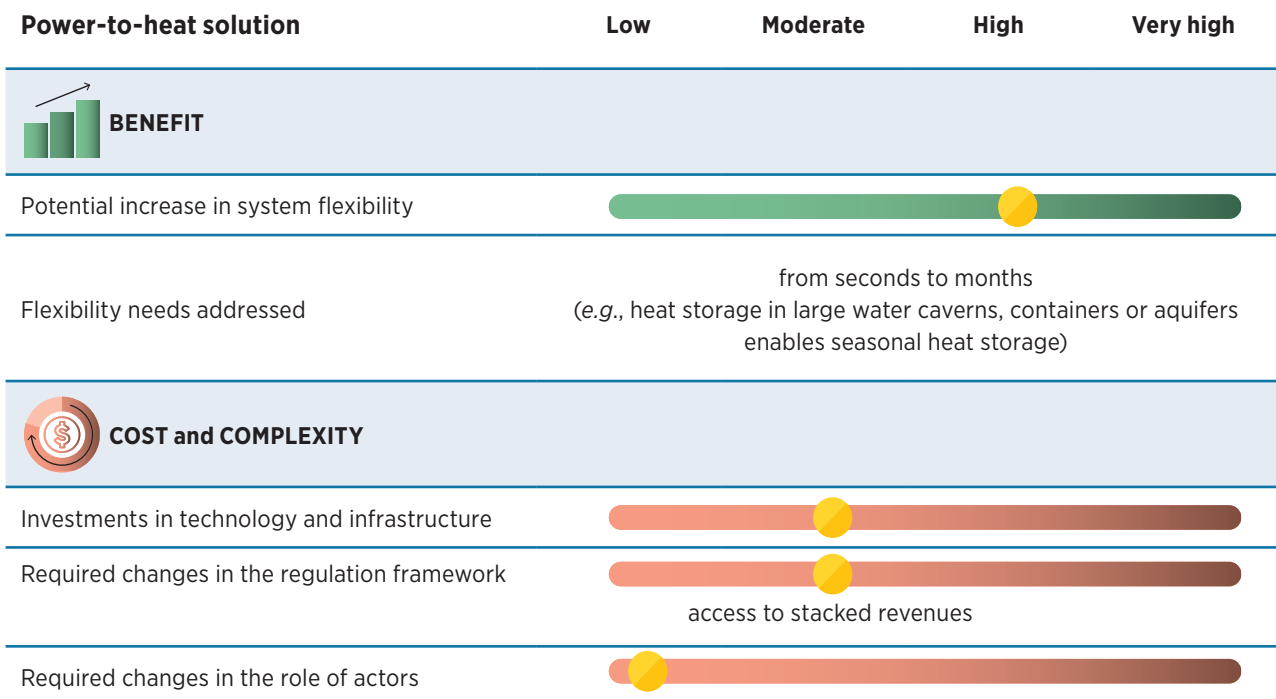 Power-to-heat solution Low Moderate High Very high
BENEFIT
Potential increase in system flexibility
Flexibility needs addressed
from seconds to months
(e.g., heat storage in large water caverns, containers or aquifers
enables seasonal heat storage)
$
COST and COMPLEXITY
Investments in technology and infrastructure
Required changes in the regulation framework
access to stacked revenues
Required changes in the role of actors